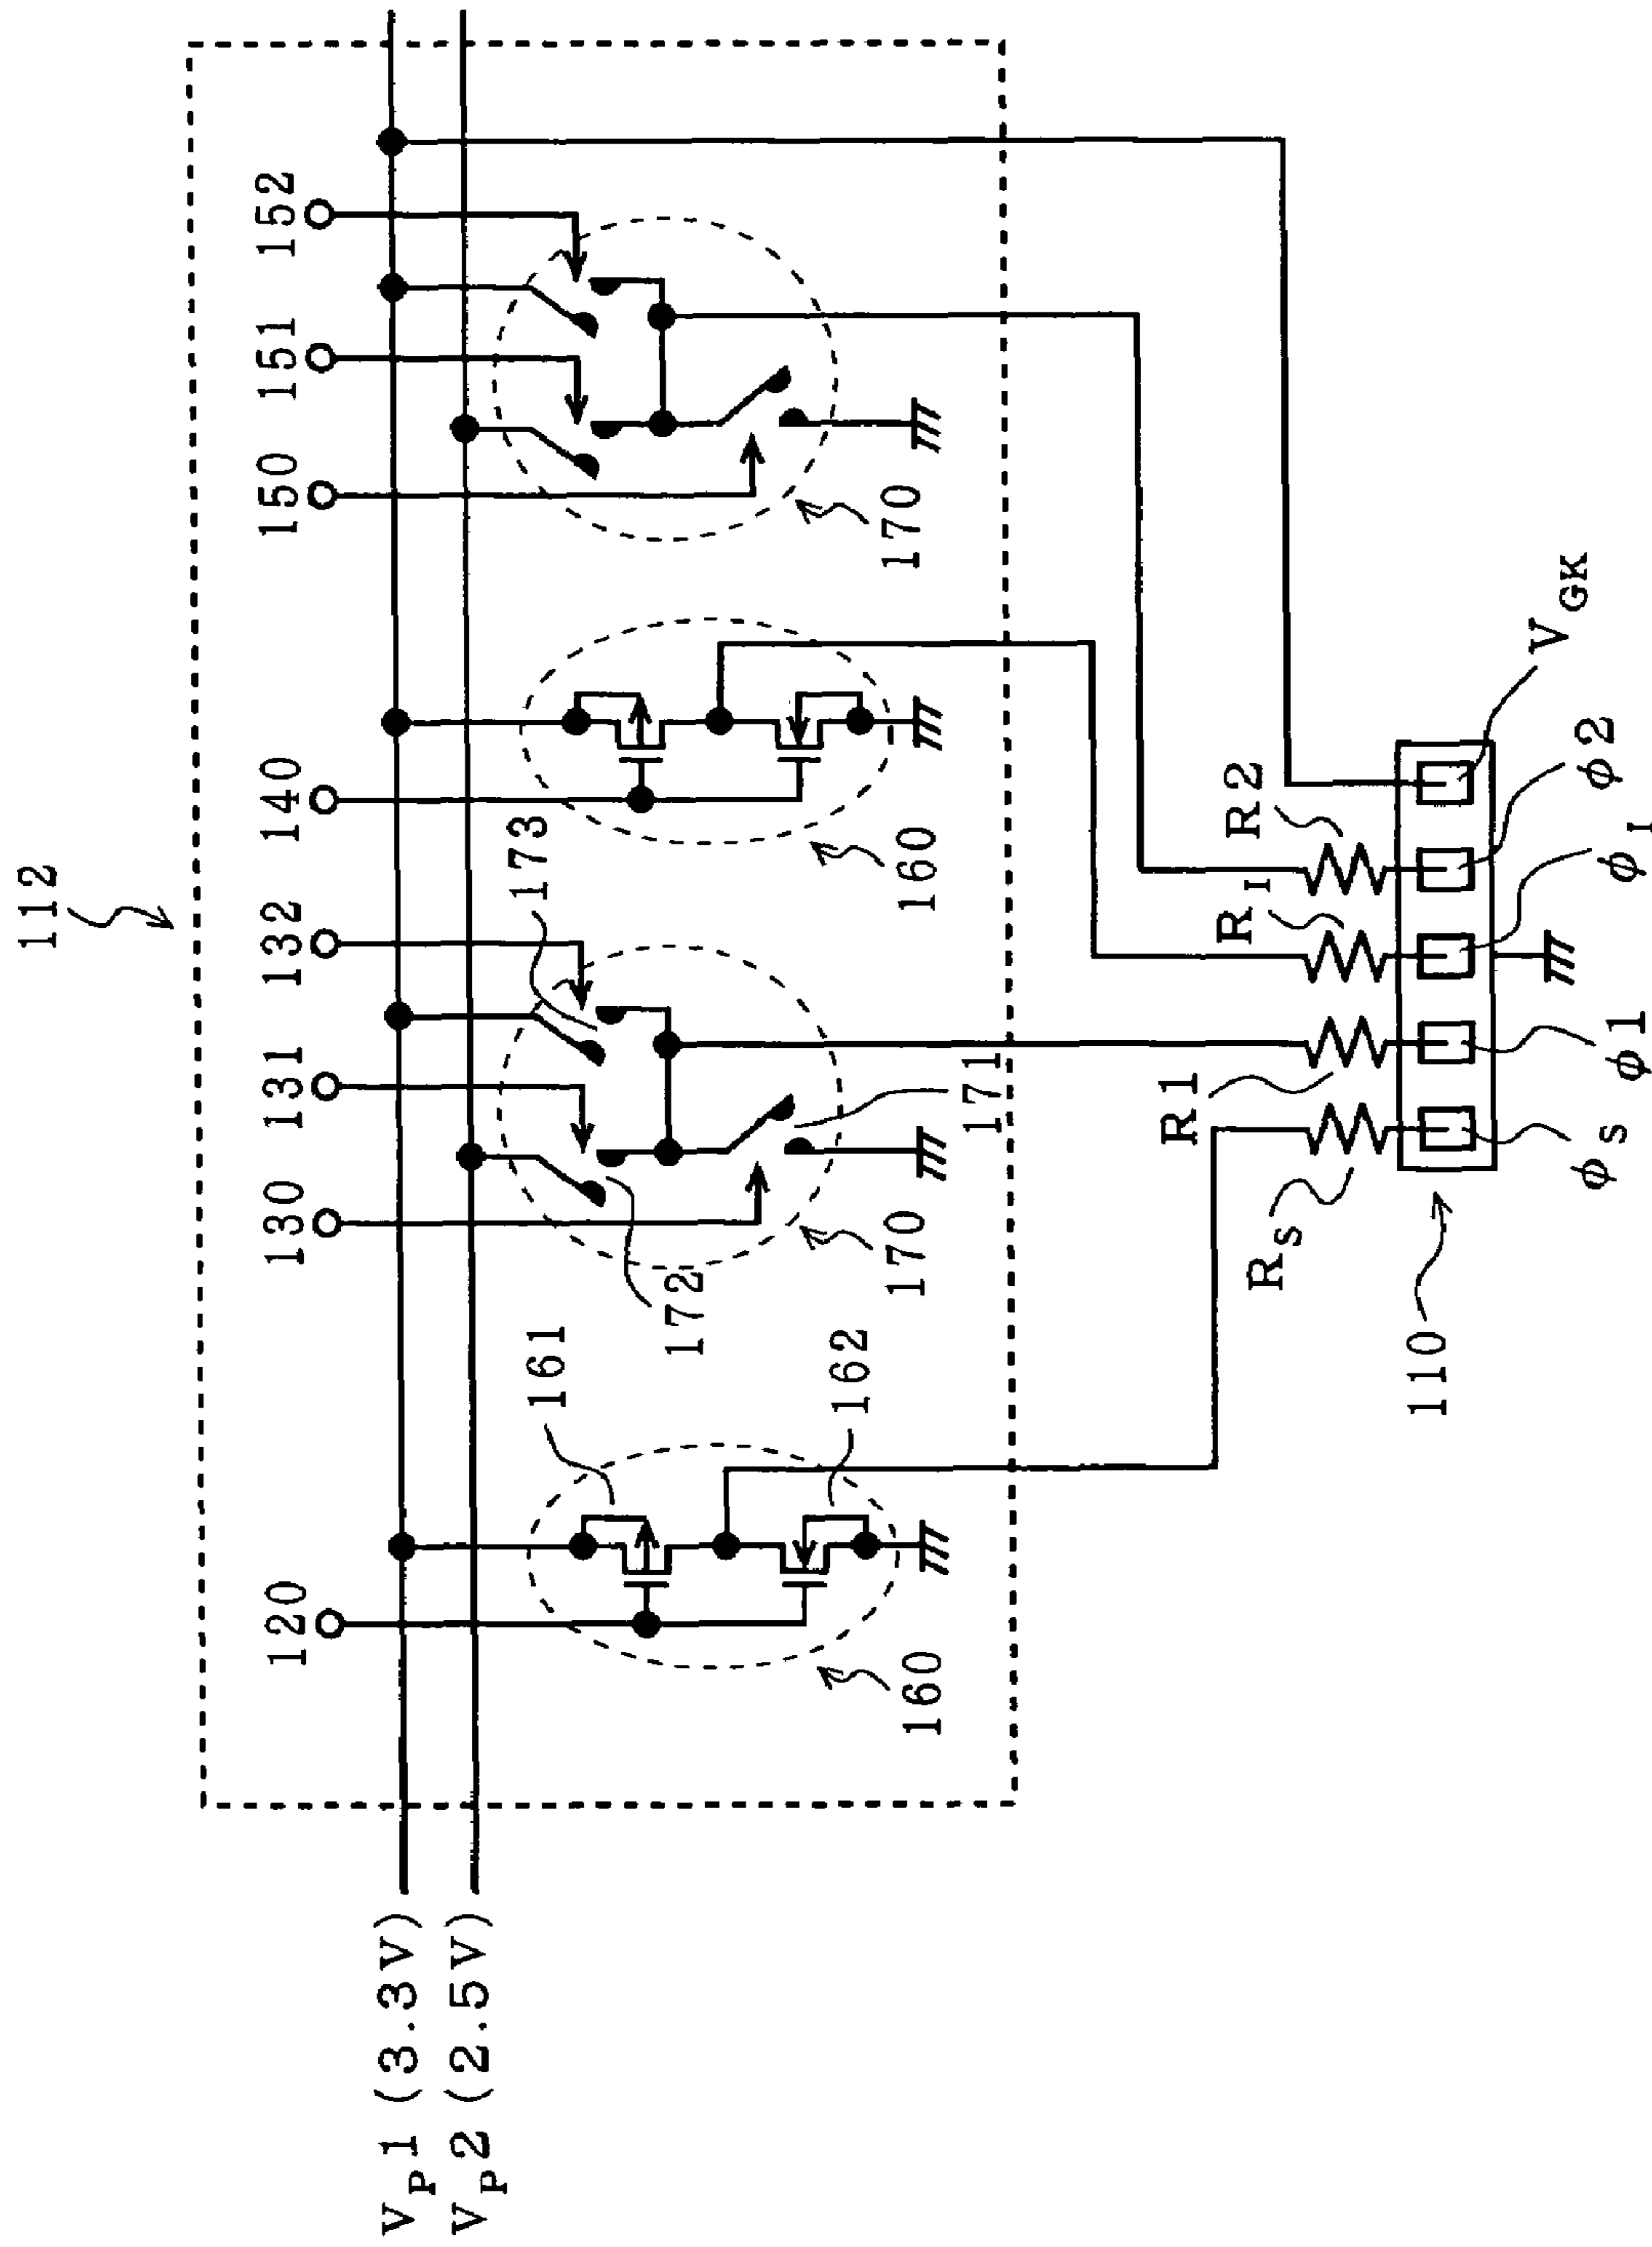 112
V_P1 (3.3V)
V_P2 (2.5V)
120
130
131
132
140
150
151
152
161
162
160
172
173
171
170
160
170
R_S
R1
R_I
R2
110
φ_S
φ1
φ_I
φ2
V_GK